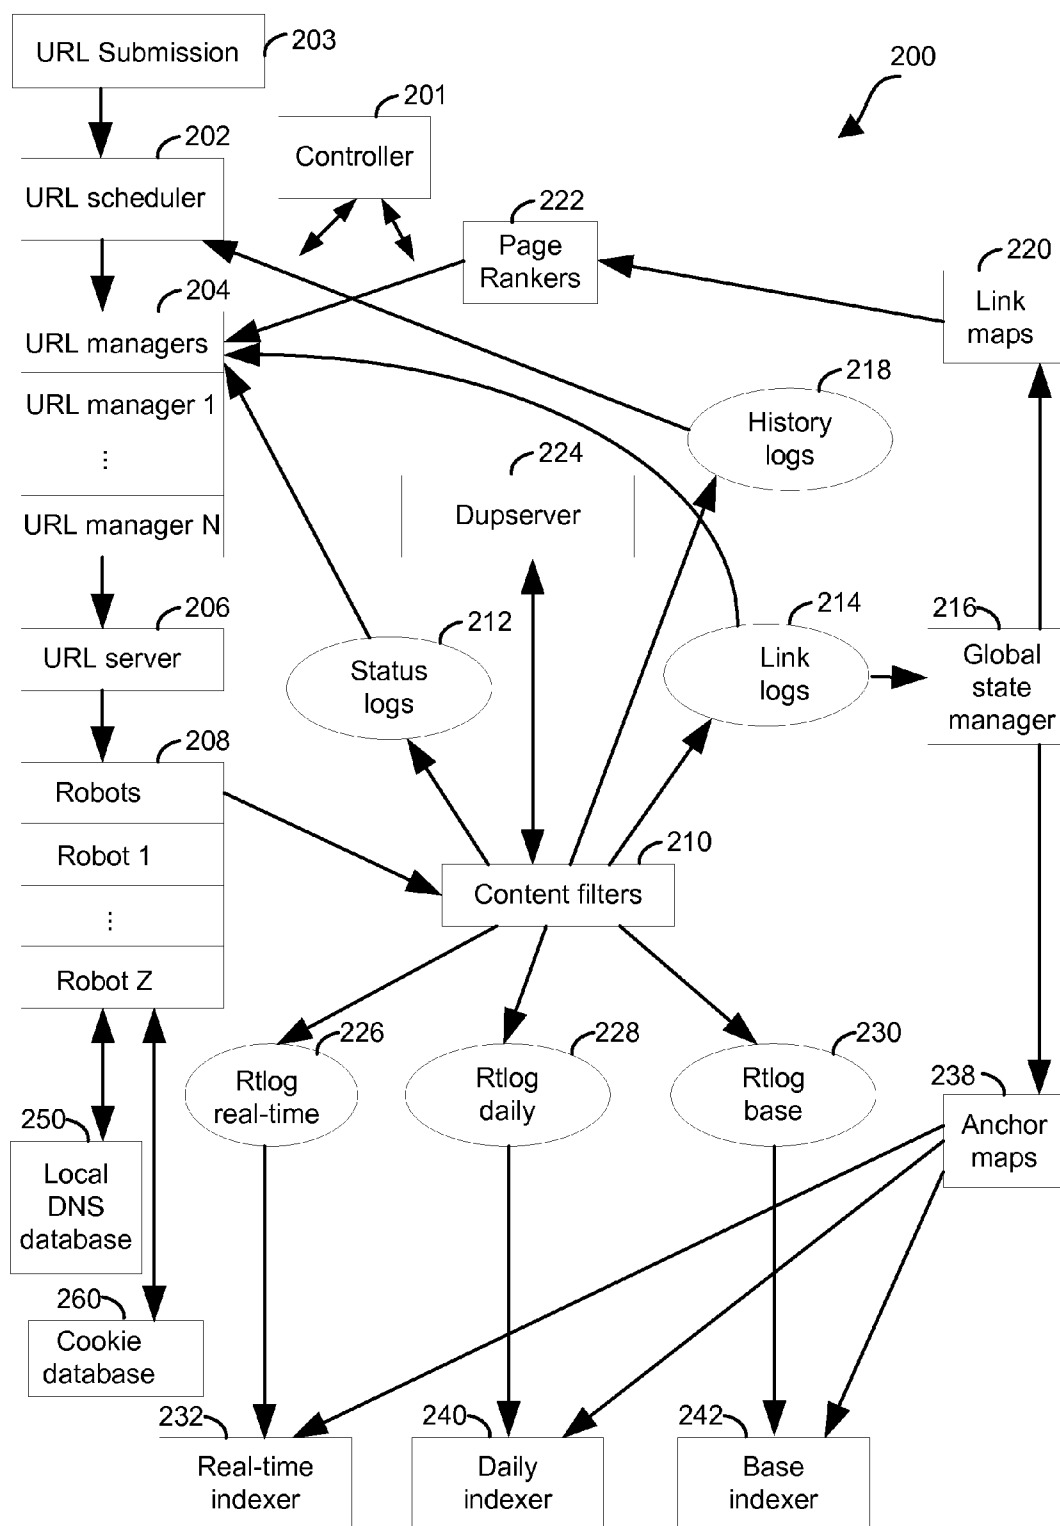 URL Submission
203
200
201
Controller
202
URL scheduler
222
Page
Rankers
220
Link
maps
204
URL managers
URL manager 1
⋮
URL manager N
218
History
logs
224
Dupserver
206
URL server
212
Status
logs
214
Link
logs
216
Global
state
manager
208
Robots
Robot 1
⋮
Robot Z
210
Content filters
226
Rtlog
real-time
228
Rtlog
daily
230
Rtlog
base
238
Anchor
maps
250
Local
DNS
database
260
Cookie
database
232
Real-time
indexer
240
Daily
indexer
242
Base
indexer